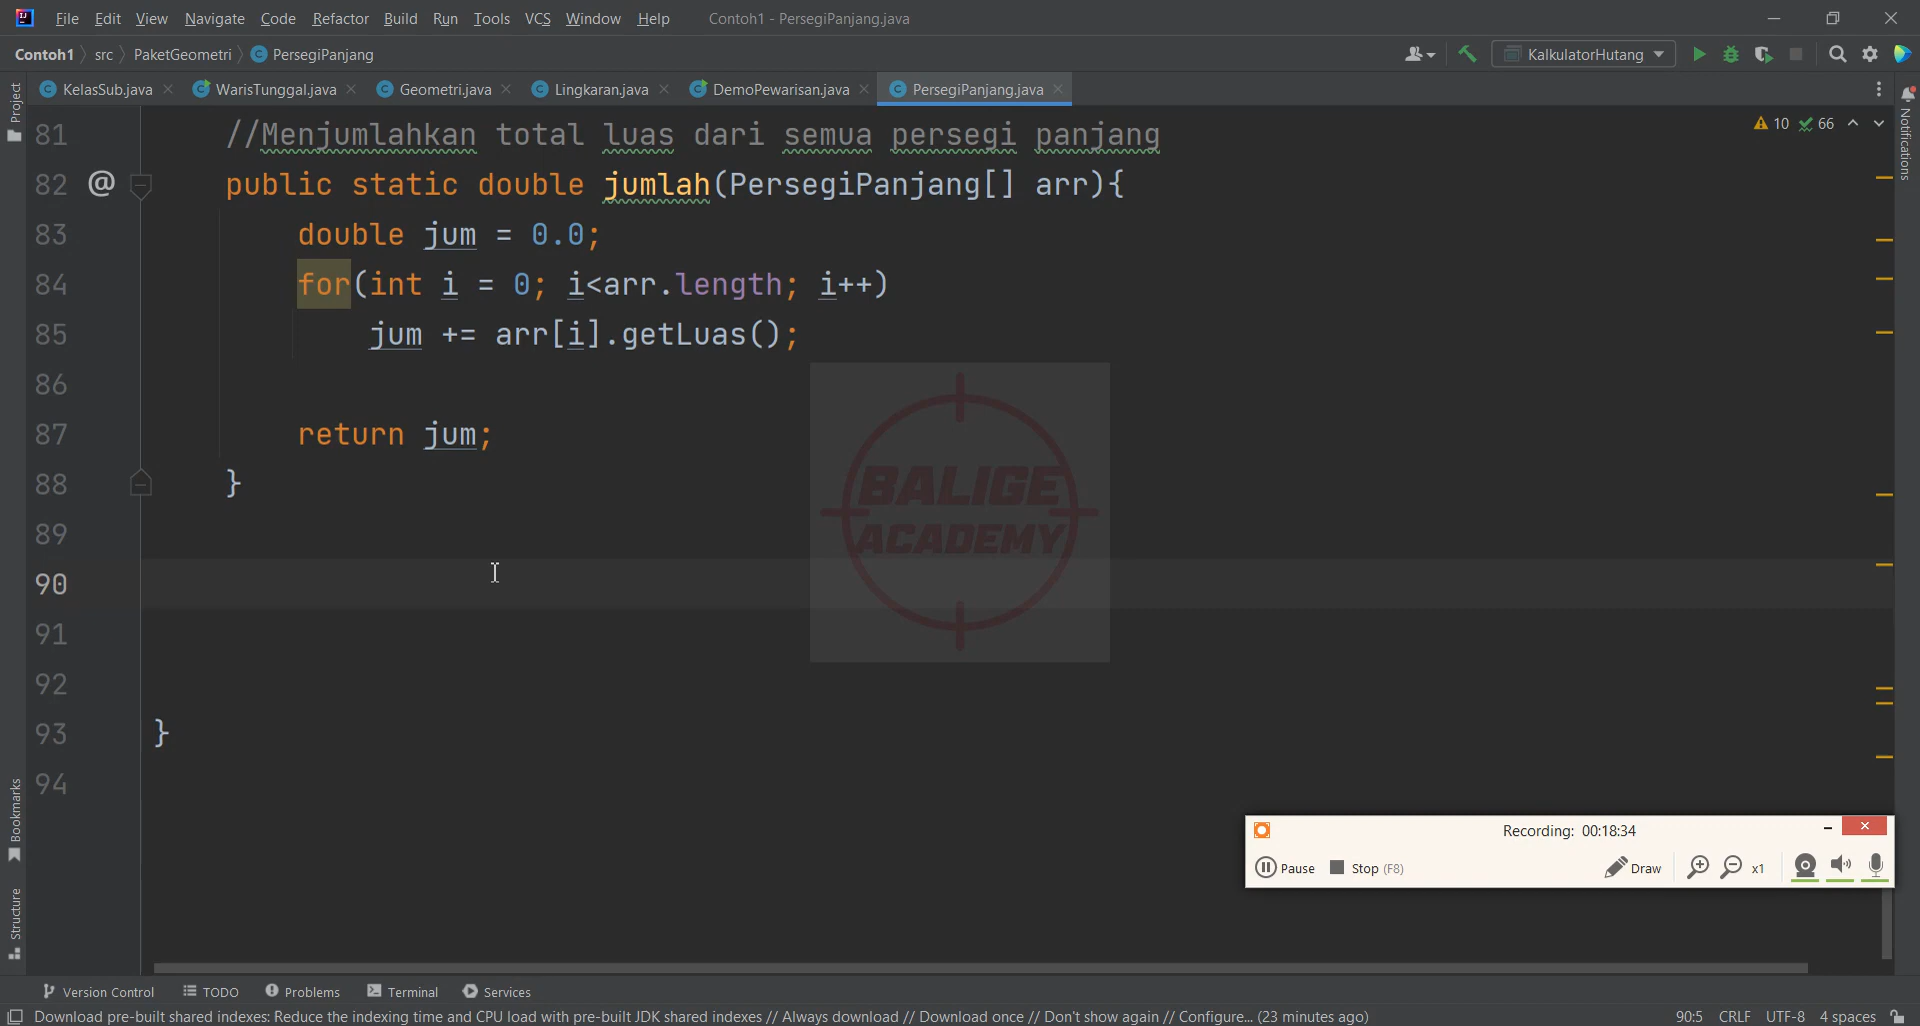 File Edit View Navigate Code Refactor Build Run Tools VCS Window Help Contoh1 - PersegiPanjang.java
Contoh1 src PaketGeometri PersegiPanjang KalkulatorHutang
Project
KelasSub.java WarisTunggal.java Geometri.java Lingkaran.java DemoPewarisan.java PersegiPanjang.java
Notifications
10 66
81 //Menjumlahkan total luas dari semua persegi panjang
82 @ public static double jumlah(PersegiPanjang[] arr){
83 double jum = 0.0;
84 for(int i = 0; i<arr.length; i++)
85 jum += arr[i].getLuas();
86
87 return jum;
88 }
89
90
91
92
93 }
94
BALIGE
ACADEMY
Bookmarks
Structure
Recording: 00:18:34
Pause Stop (F8) Draw x1
Version Control TODO Problems Terminal Services
Download pre-built shared indexes: Reduce the indexing time and CPU load with pre-built JDK shared indexes // Always download // Download once // Don't show again // Configure... (23 minutes ago) 90:5 CRLF UTF-8 4 spaces